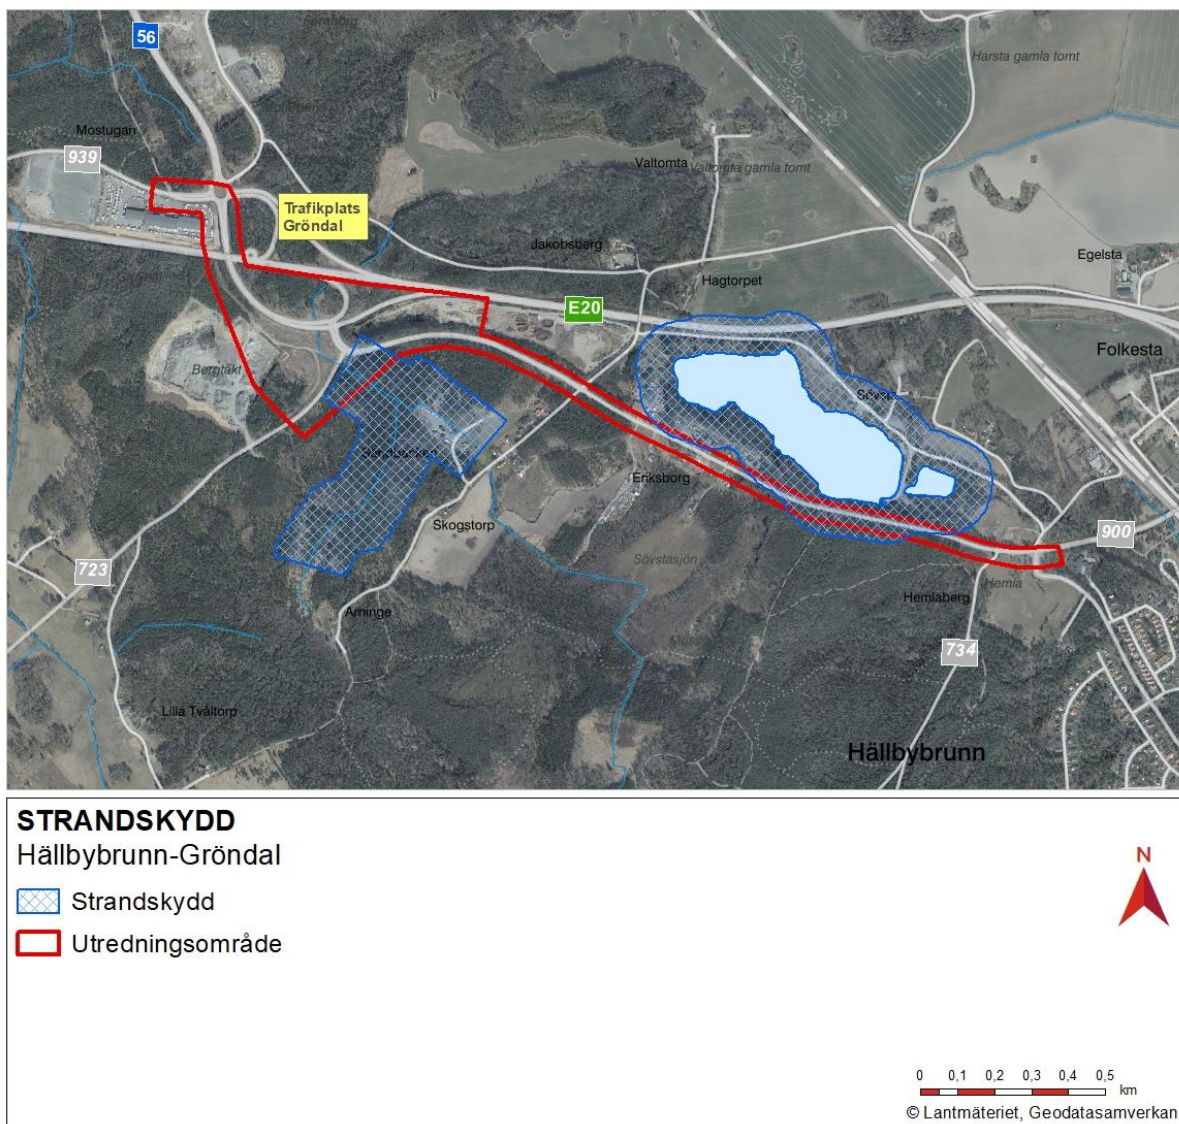 56
Harsta gamla tomt
Mostugan
939
Valtomta
Valtomta gamla tomt
Trafikplats
Gröndal
Jakobsberg
Egelsta
Hagtorpet
E20
Folkesta
Bergtäkt
Eriksborg
Skogstorp
900
Sövstasjön
723
Hemla
Hemlaberg
Arninge
734
Lilla Tvältorp
Hällbybrunn
STRANDSKYDD
Hällbybrunn-Gröndal
N
Strandskydd
Utredningsområde
0 0,1 0,2 0,3 0,4 0,5
km
© Lantmäteriet, Geodatasamverkan